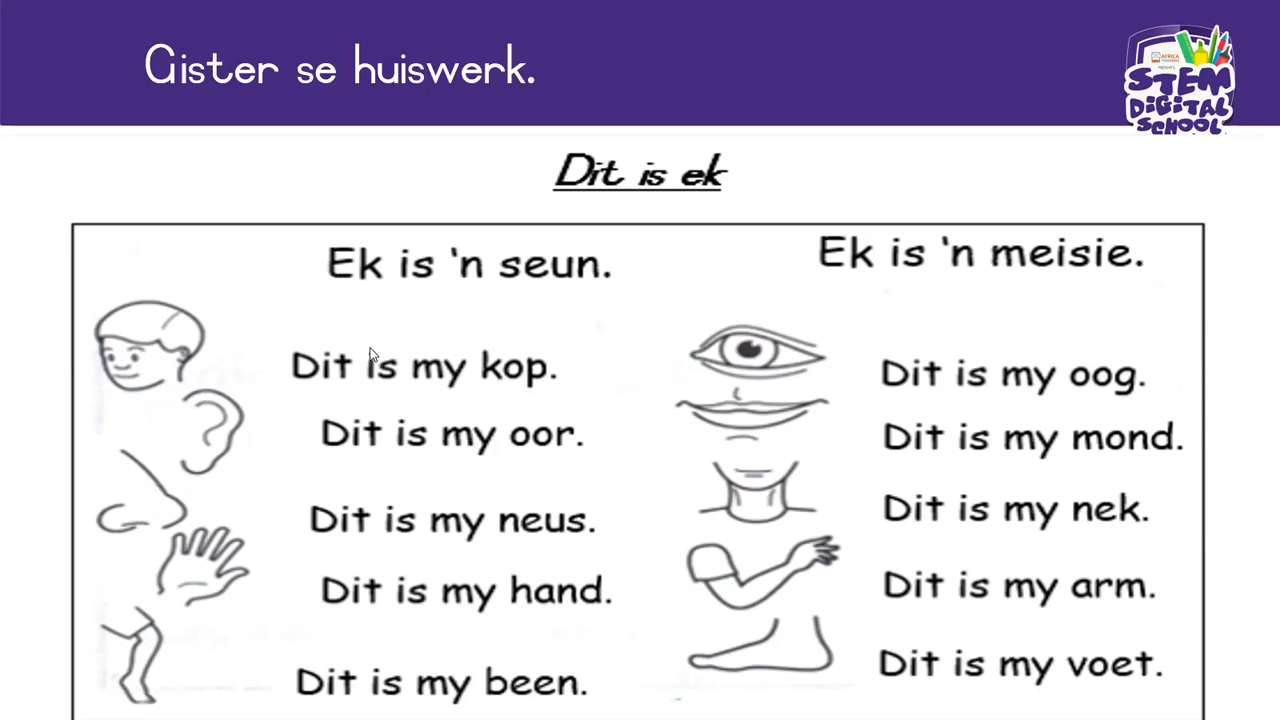 Gister se huiswerk.
AFRICA
STEM
DIGITAL
SCHOOL
Dit is ek
Ek is 'n seun.
Dit is my kop.
Dit is my oor.
Dit is my neus.
Dit is my hand.
Dit is my been.
Ek is 'n meisie.
Dit is my oog.
Dit is my mond.
Dit is my nek.
Dit is my arm.
Dit is my voet.